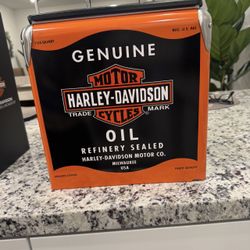 GENUINE
MOTOR
HARLEY-DAVIDSON
TRADE MARK
CYCLES
OIL
REFINERY SEALED
HARLEY-DAVIDSON MOTOR CO.
MILWAUKEE
USA